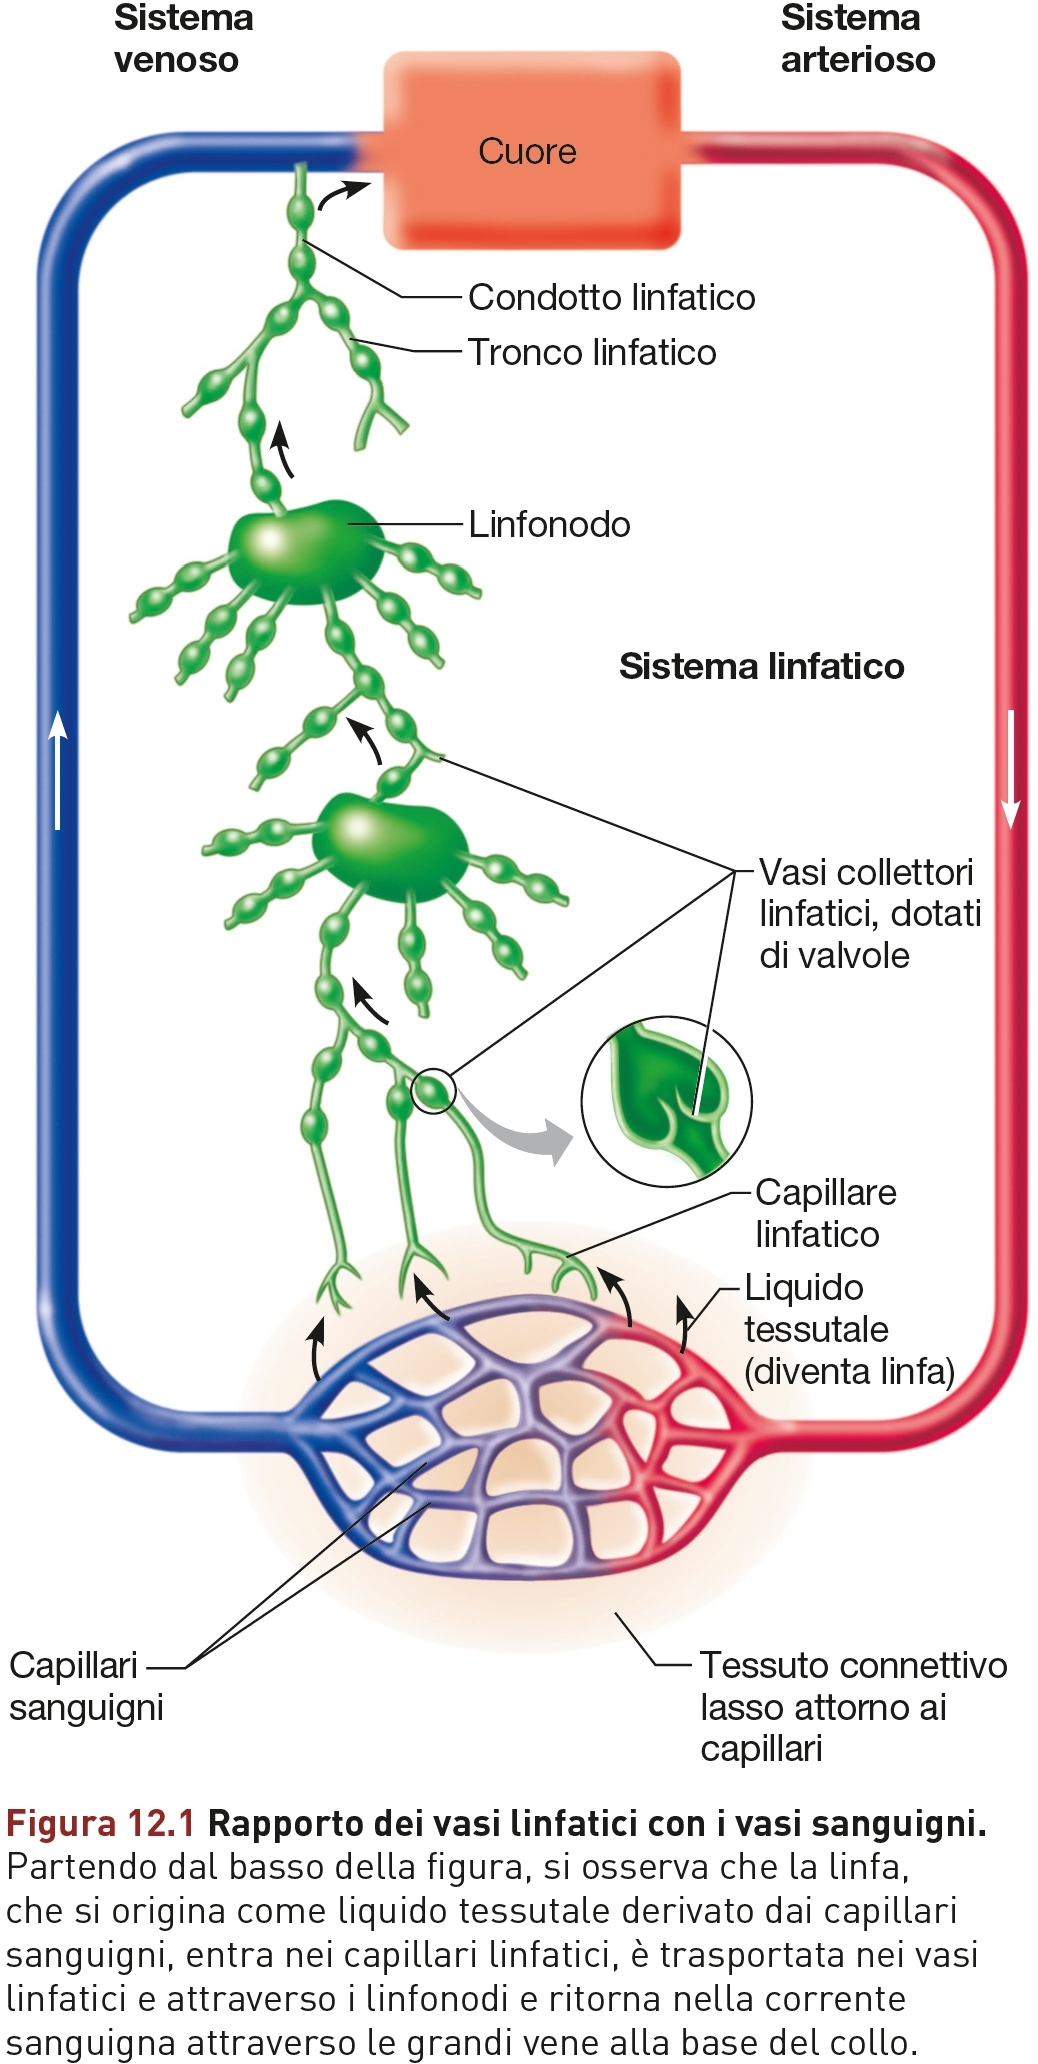 Sistema
venoso
Sistema
arterioso
Cuore
Condotto linfatico
Tronco linfatico
Linfonodo
Sistema linfatico
Vasi collettori
linfatici, dotati
di valvole
Capillare
linfatico
Liquido
tessutale
(diventa linfa)
Capillari
sanguigni
Tessuto connettivo
lasso attorno ai
capillari
Figura 12.1 Rapporto dei vasi linfatici con i vasi sanguigni.
Partendo dal basso della figura, si osserva che la linfa,
che si origina come liquido tessutale derivato dai capillari
sanguigni, entra nei capillari linfatici, è trasportata nei vasi
linfatici e attraverso i linfonodi e ritorna nella corrente
sanguigna attraverso le grandi vene alla base del collo.